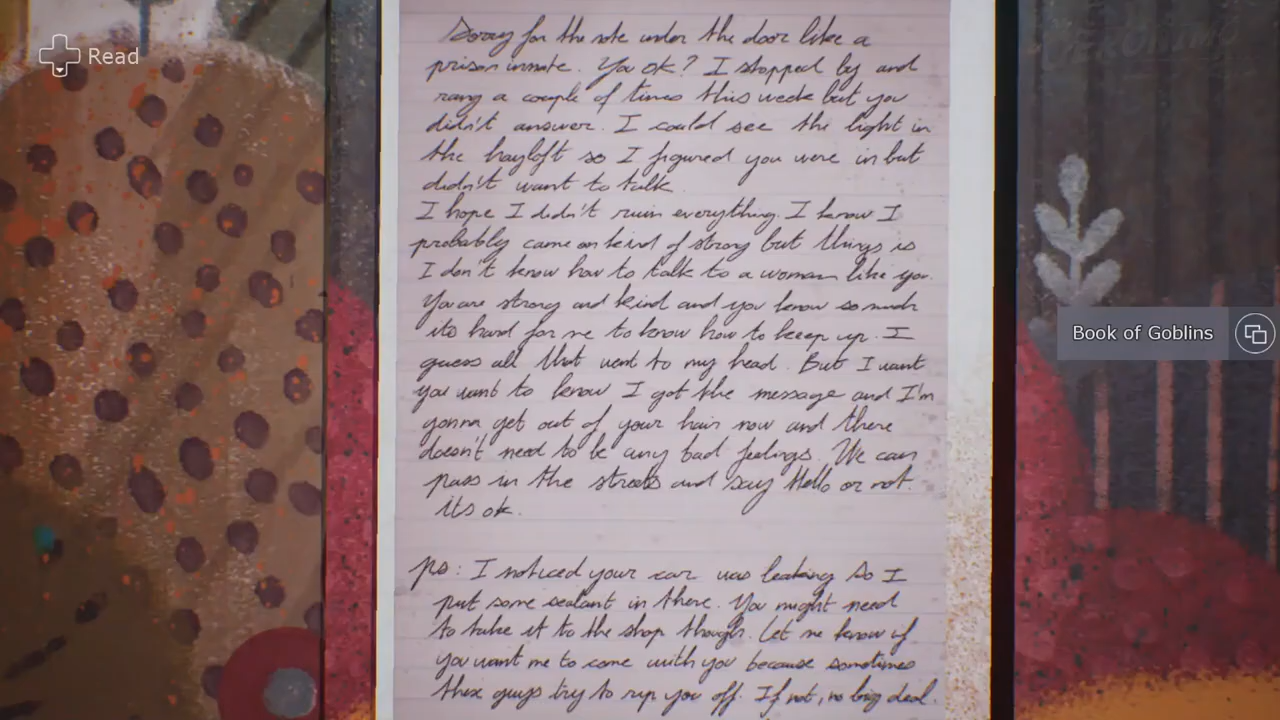 Read
Sorry for the note under the door like a
prison inmate. You ok? I stopped by and
rang a couple of times this week but you
didn't answer. I could see the light in
the hayloft so I figured you were in but
didn't want to talk.
I hope I didn't ruin everything. I know I
probably came on kind of strong but things is
I don't know how to talk to a woman like you.
You are strong and kind and you know so much
its hard for me to know how to keep up. I
guess all that went to my head. But I want
you want to know I got the message and I'm
gonna get out of your hair now and there
doesn't need to be any bad feelings. We can
pass in the streets and say Hello or not.
its ok.
Book of Goblins
ps: I noticed your car was leaking so I
put some sealant in there. You might need
to take it to the shop though. Let me know if
you want me to come with you because sometimes
these guys try to rip you off. If not, no big deal.